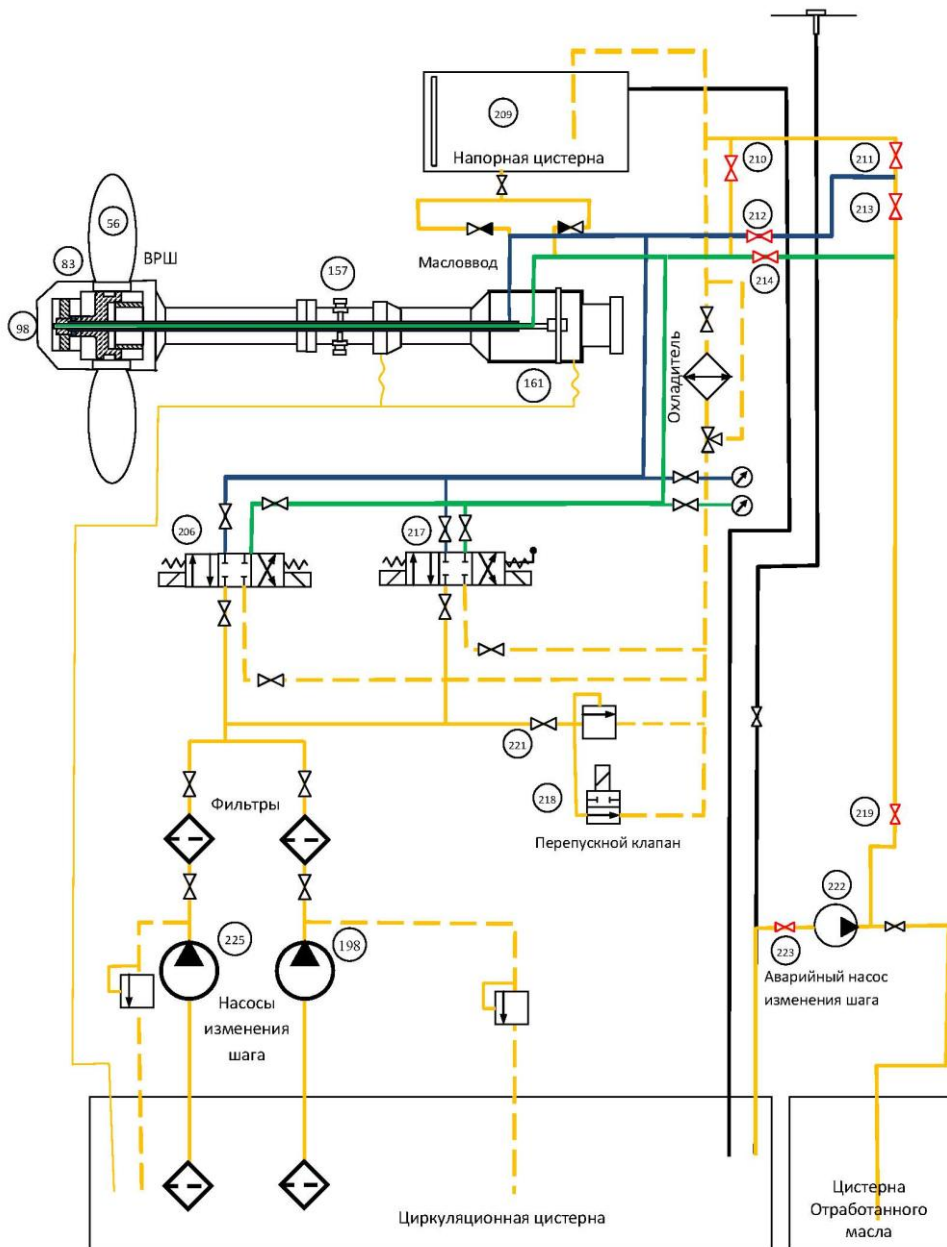 209
Напорная цистерна
210
211
56
212
213
83
ВРШ
157
Масловвод
214
98
161
Охладитель
206
217
221
Фильтры
218
Перепускной клапан
219
222
225
198
223
Насосы
изменения
шага
Аварийный насос
изменения шага
Циркуляционная цистерна
Цистерна
Отработанного
масла